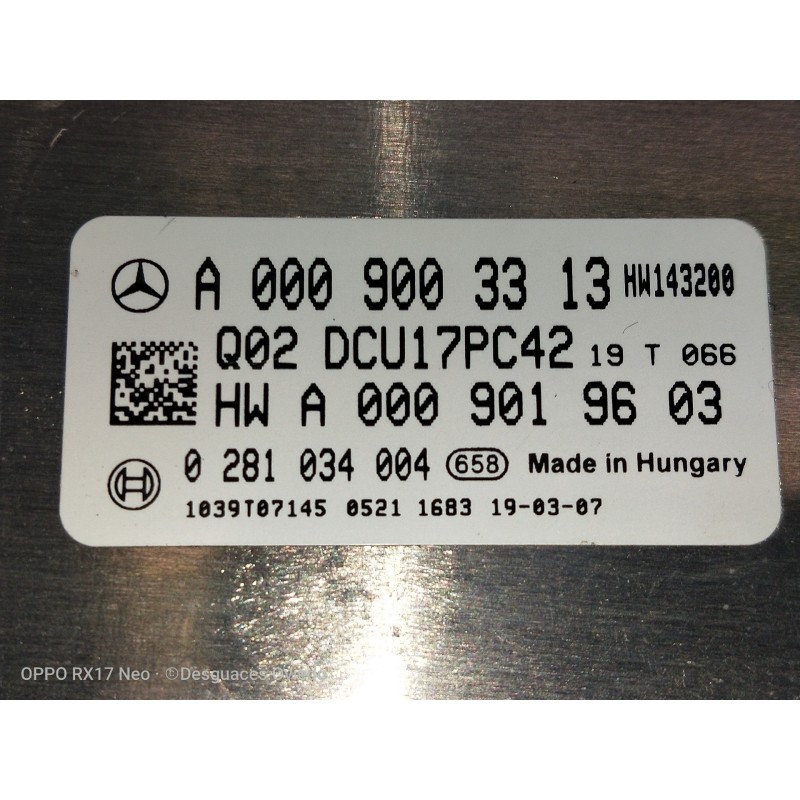 A 000 900 33 13 HW143200
Q02 DCU17PC42 19 T 066
HW A 000 901 96 03
0 281 034 004 658 Made in Hungary
1039T07145 0521 1683 19-03-07
OPPO RX17 Neo · ©Desguaces